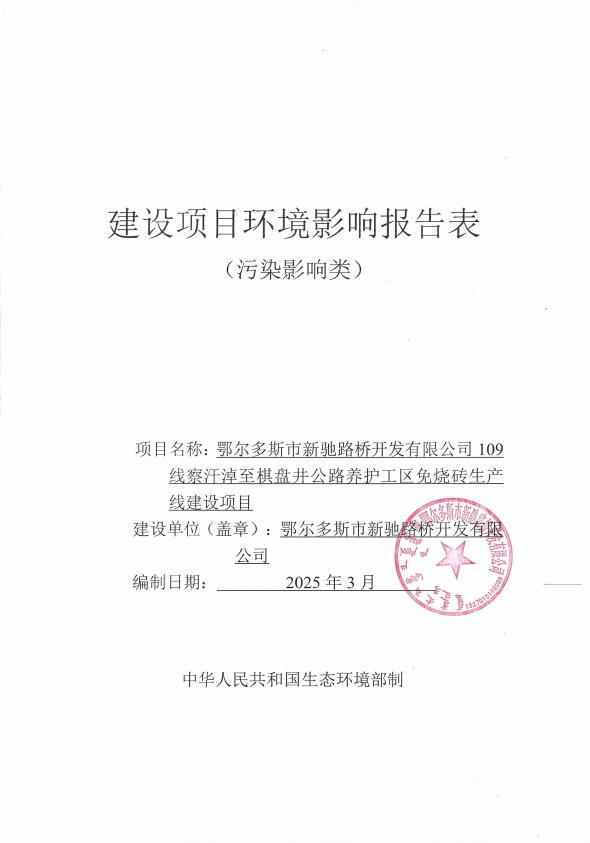 建设项目环境影响报告表
（污染影响类）
项目名称：鄂尔多斯市新驰路桥开发有限公司 109
线察汗淖至棋盘井公路养护工区免烧砖生产
线建设项目
建设单位（盖章）：鄂尔多斯市新驰路桥开发有限
公司
编制日期： 2025 年 3 月
中华人民共和国生态环境部制